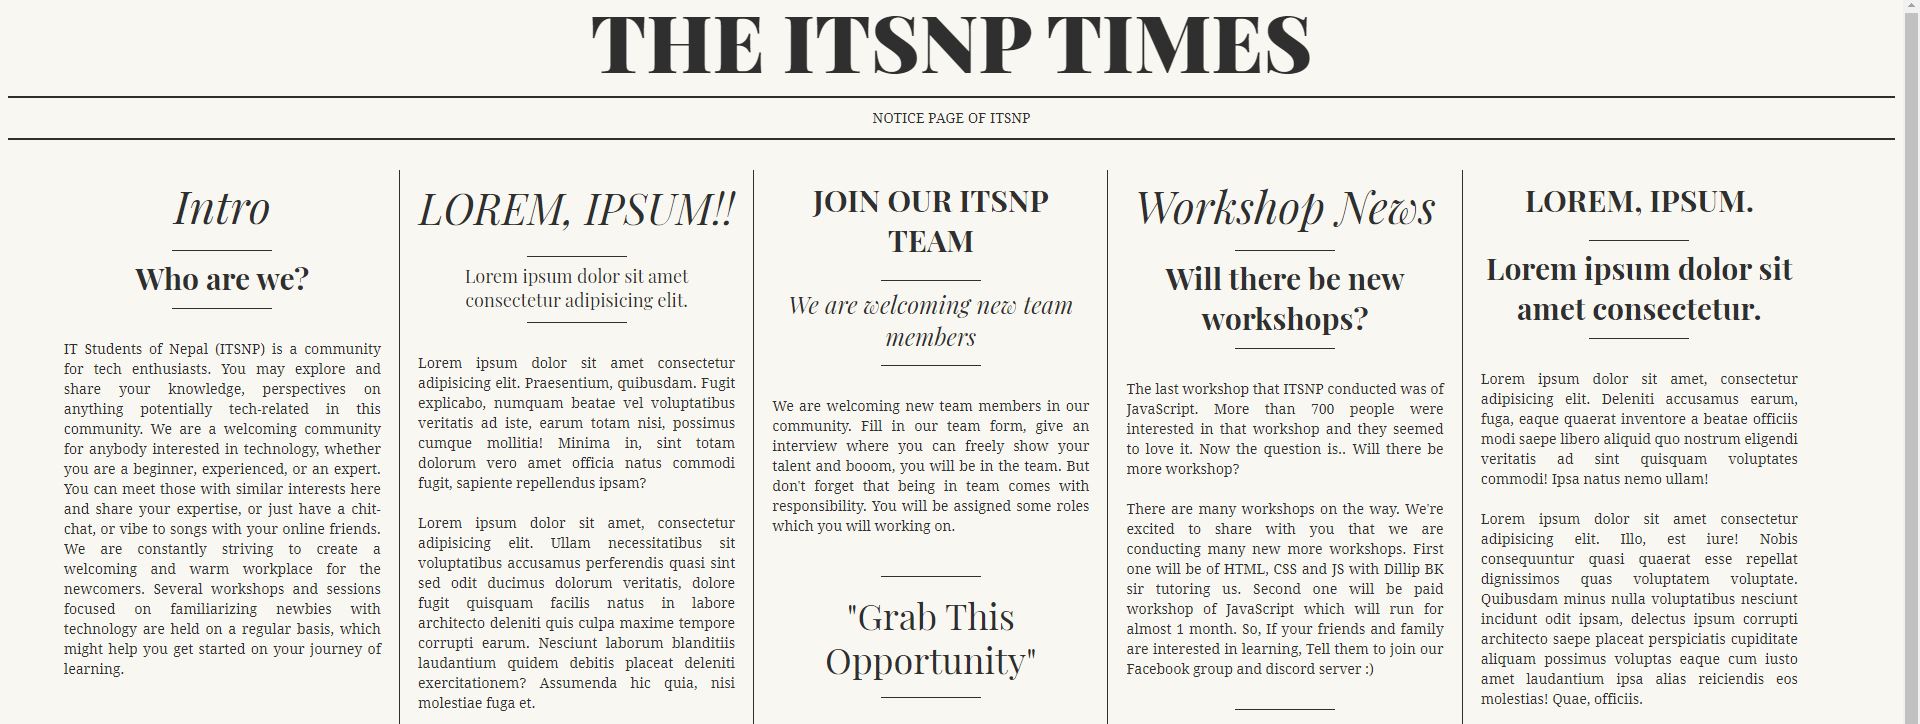 THE ITSNP TIMES
NOTICE PAGE OF ITSNP
Intro
Who are we?
IT Students of Nepal (ITSNP) is a community
for tech enthusiasts. You may explore and
share your knowledge, perspectives on
anything potentially tech-related in this
community. We are a welcoming community
for anybody interested in technology, whether
you are a beginner, experienced, or an expert.
You can meet those with similar interests here
and share your expertise, or just have a chit-
chat, or vibe to songs with your online friends.
We are constantly striving to create a
welcoming and warm workplace for the
newcomers. Several workshops and sessions
focused on familiarizing newbies with
technology are held on a regular basis, which
might help you get started on your journey of
learning.
LOREM, IPSUM!!
Lorem ipsum dolor sit amet
consectetur adipisicing elit.
Lorem ipsum dolor sit amet consectetur
adipisicing elit. Praesentium, quibusdam. Fugit
explicabo, numquam beatae vel voluptatibus
veritatis ad iste, earum totam nisi, possimus
cumque mollitia! Minima in, sint totam
dolorum vero amet officia natus commodi
fugit, sapiente repellendus ipsam?
Lorem ipsum dolor sit amet, consectetur
adipisicing elit. Ullam necessitatibus sit
voluptatibus accusamus perferendis quasi sint
sed odit ducimus dolorum veritatis, dolore
fugit quisquam facilis natus in labore
architecto deleniti quis culpa maxime tempore
corrupti earum. Nesciunt laborum blanditiis
laudantium quidem debitis placeat deleniti
exercitationem? Assumenda hic quia, nisi
molestiae fuga et.
JOIN OUR ITSNP
TEAM
We are welcoming new team
members
We are welcoming new team members in our
community. Fill in our team form, give an
interview where you can freely show your
talent and booom, you will be in the team. But
don't forget that being in team comes with
responsibility. You will be assigned some roles
which you will working on.
"Grab This
Opportunity"
Workshop News
Will there be new
workshops?
The last workshop that ITSNP conducted was of
JavaScript. More than 700 people were
interested in that workshop and they seemed
to love it. Now the question is.. Will there be
more workshop?
There are many workshops on the way. We're
excited to share with you that we are
conducting many new more workshops. First
one will be of HTML, CSS and JS with Dillip BK
sir tutoring us. Second one will be paid
workshop of JavaScript which will run for
almost 1 month. So, If your friends and family
are interested in learning, Tell them to join our
Facebook group and discord server :)
LOREM, IPSUM.
Lorem ipsum dolor sit
amet consectetur.
Lorem ipsum dolor sit amet, consectetur
adipisicing elit. Deleniti accusamus earum,
fuga, eaque quaerat inventore a beatae officiis
modi saepe libero aliquid quo nostrum eligendi
veritatis ad sint quisquam voluptates
commodi! Ipsa natus nemo ullam!
Lorem ipsum dolor sit amet consectetur
adipisicing elit. Illo, est iure! Nobis
consequuntur quasi quaerat esse repellat
dignissimos quas voluptatem voluptate.
Quibusdam minus nulla voluptatibus nesciunt
incidunt odit ipsam, delectus ipsum corrupti
architecto saepe placeat perspiciatis cupiditate
aliquam possimus voluptas eaque cum iusto
amet laudantium ipsa alias reiciendis eos
molestias! Quae, officiis.